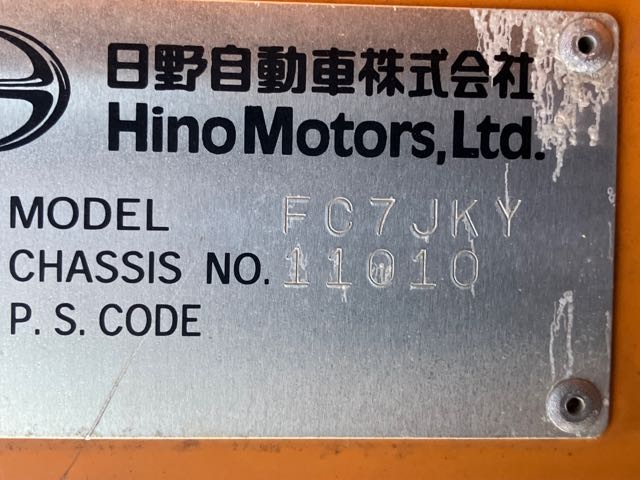 日野自動車株式会社
Hino Motors, Ltd.
MODEL FC7JKY
CHASSIS NO. 11010
P. S. CODE